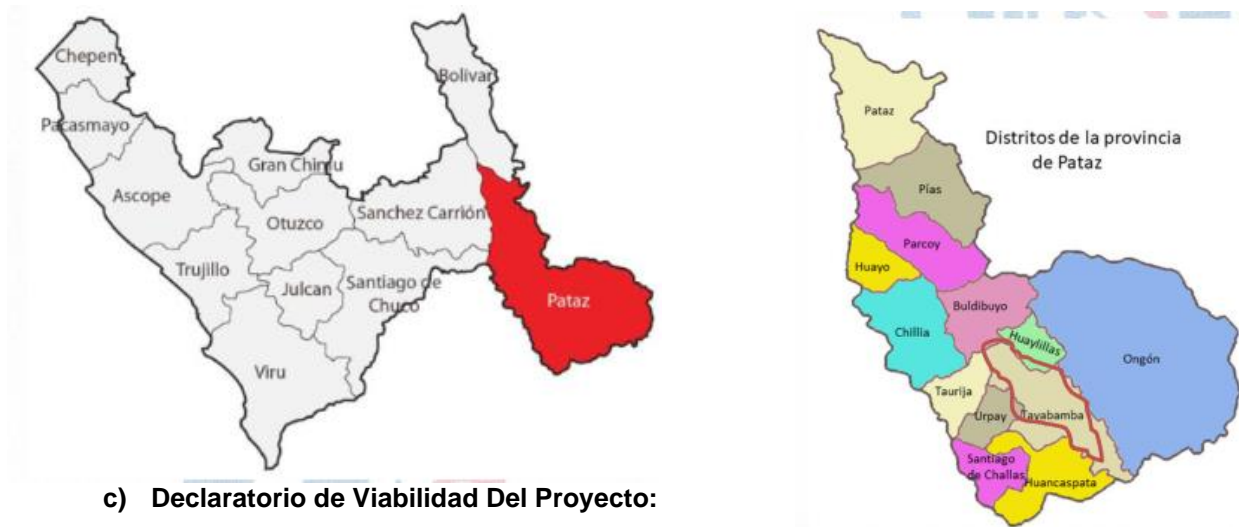 Chepen
Bolivar
Pacasmayo
Gran Chimu
Ascope
Otuzco
Sanchez Carrión
Trujillo
Julcan
Santiago de
Chuco
Pataz
Viru
Pataz
Distritos de la provincia
de Pataz
Pías
Parcoy
Huayo
Buldibuyo
Chillia
Huaylillas
Ongón
Taurija
Urpay
Tayabamba
Santiago
de Challas
Huancaspata
c) Declaratorio de Viabilidad Del Proyecto: